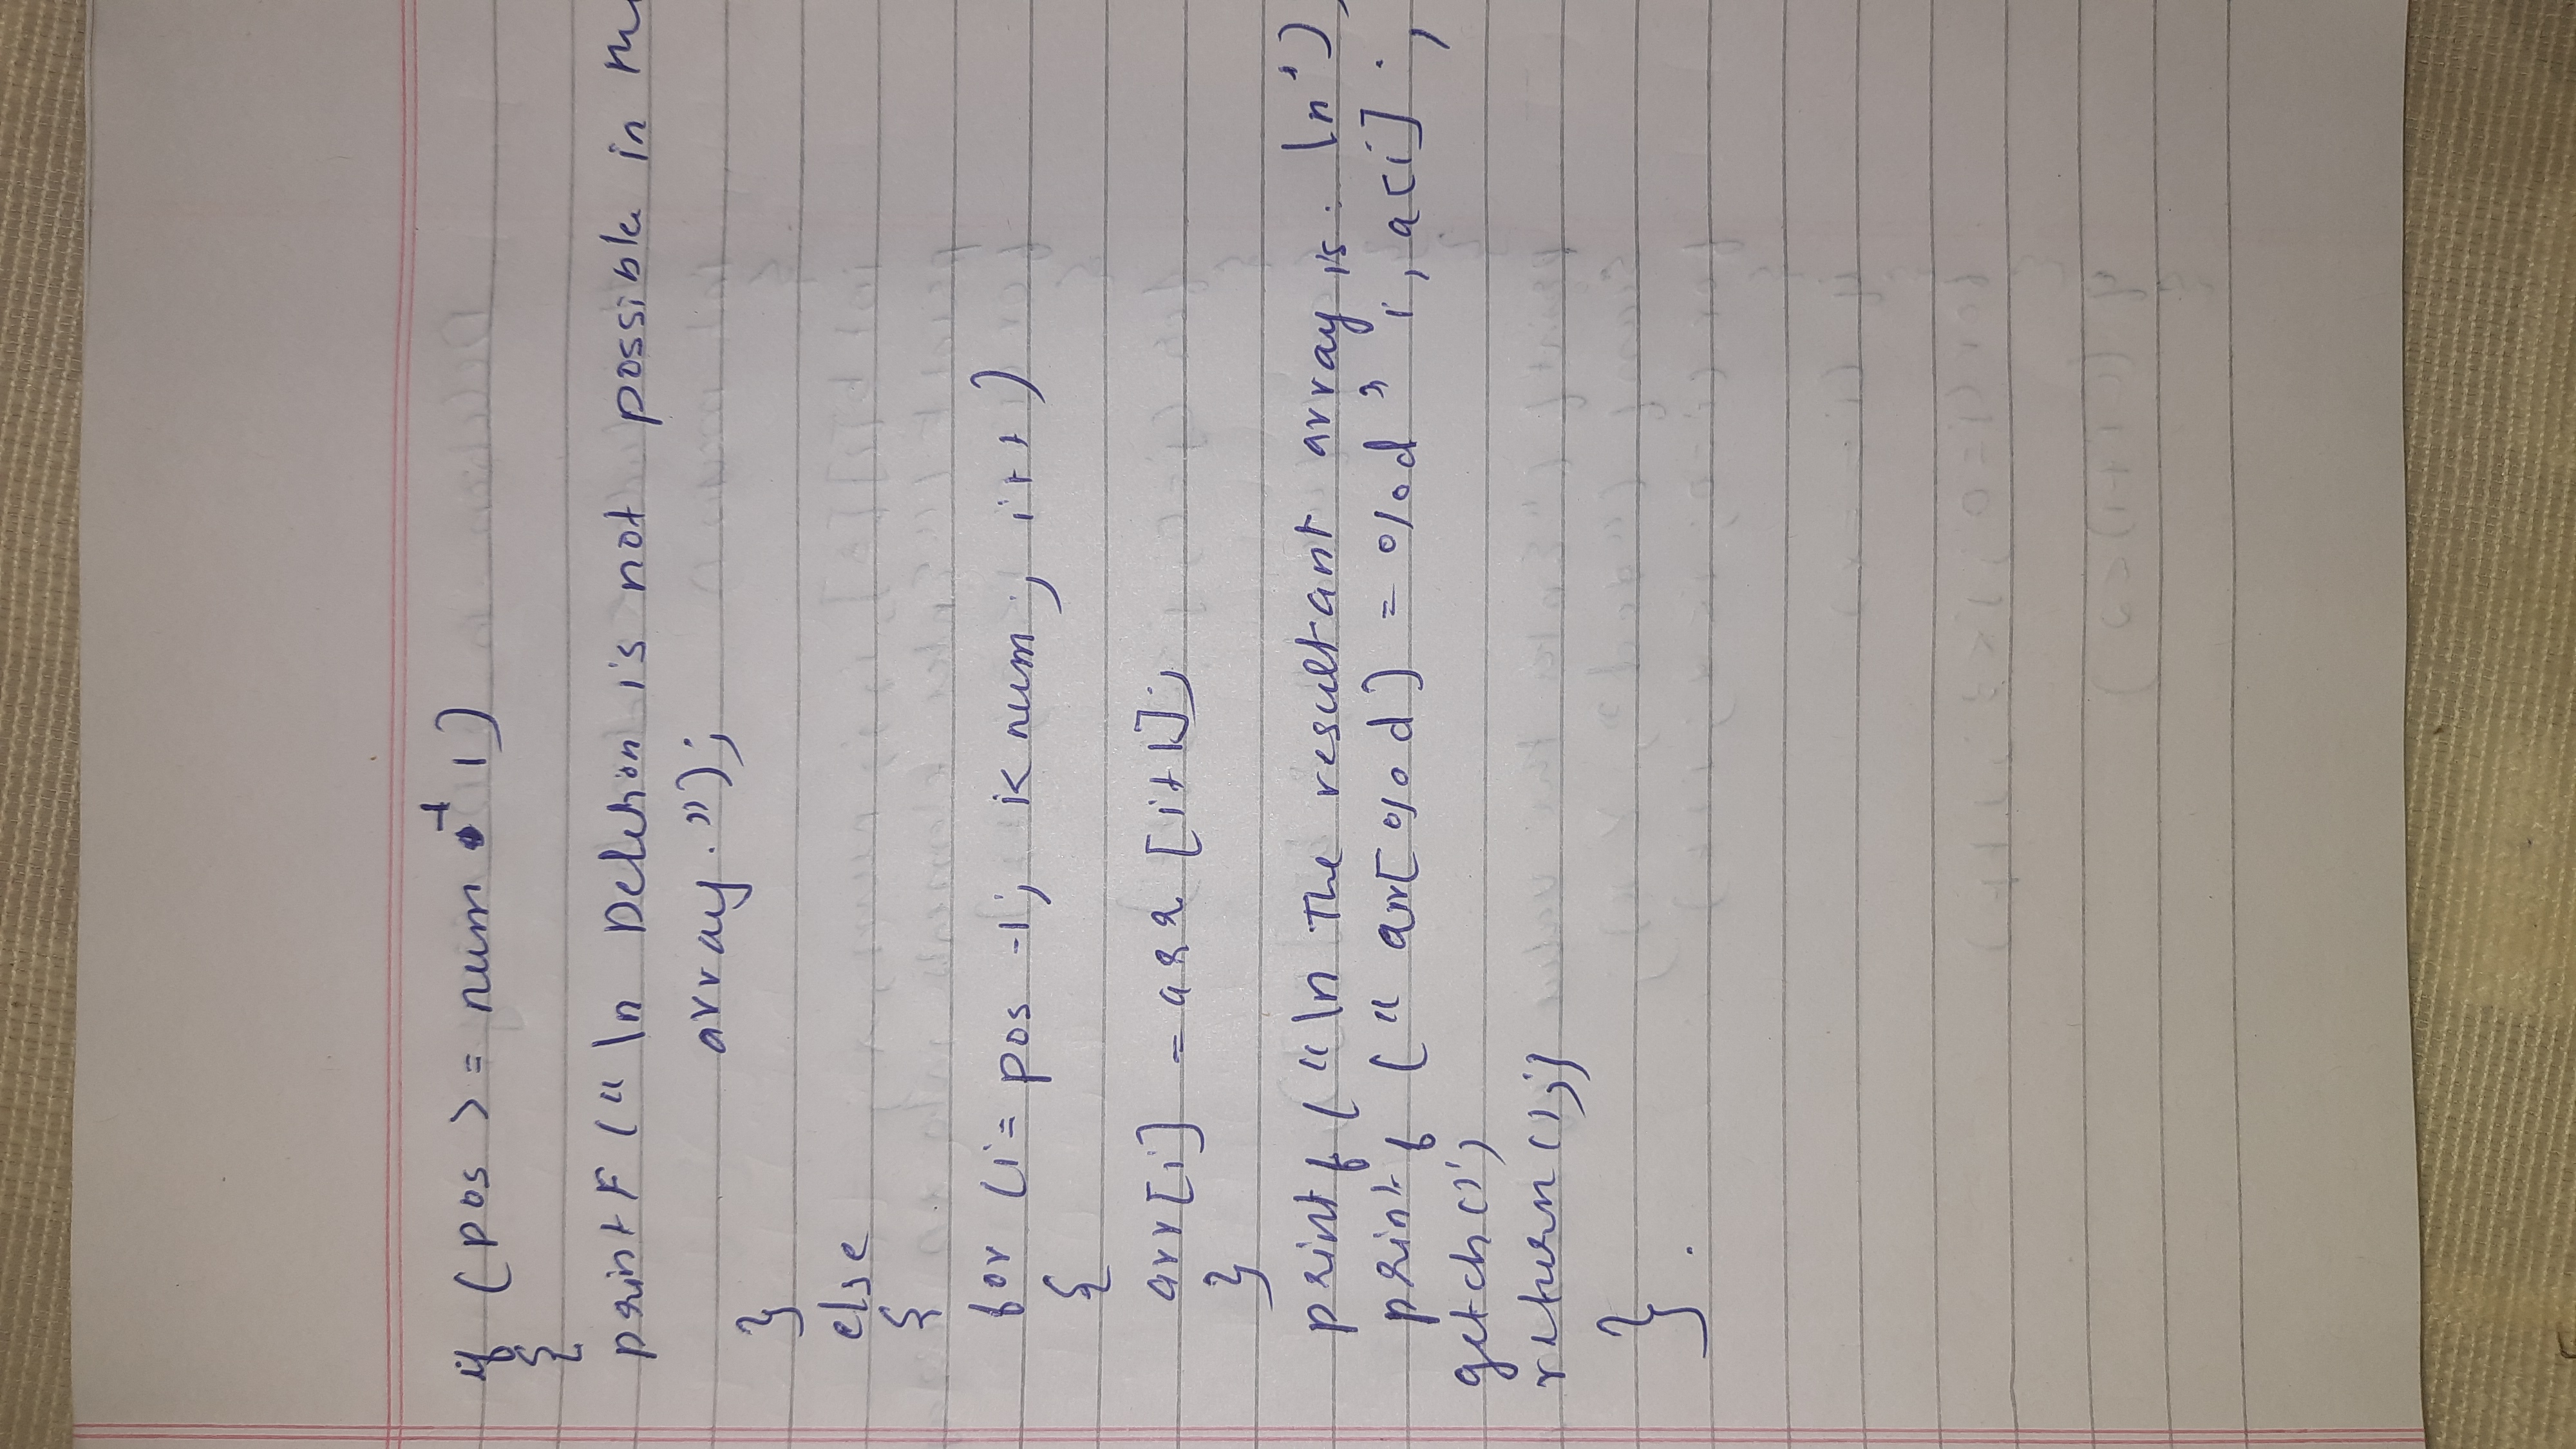 if (pos >= num + 1)
{
printF (“ \n Deletion is not possible in the
array. ”);
}
else
{
for (i = pos -1; i< num ; i++ )
{
arr[i] = arr [i+1];
}
printf (“ \n The resultant array is. \n’),
printf (“ arr[%d] = %d ” i, a[i] ;
getch();
return();}
} .